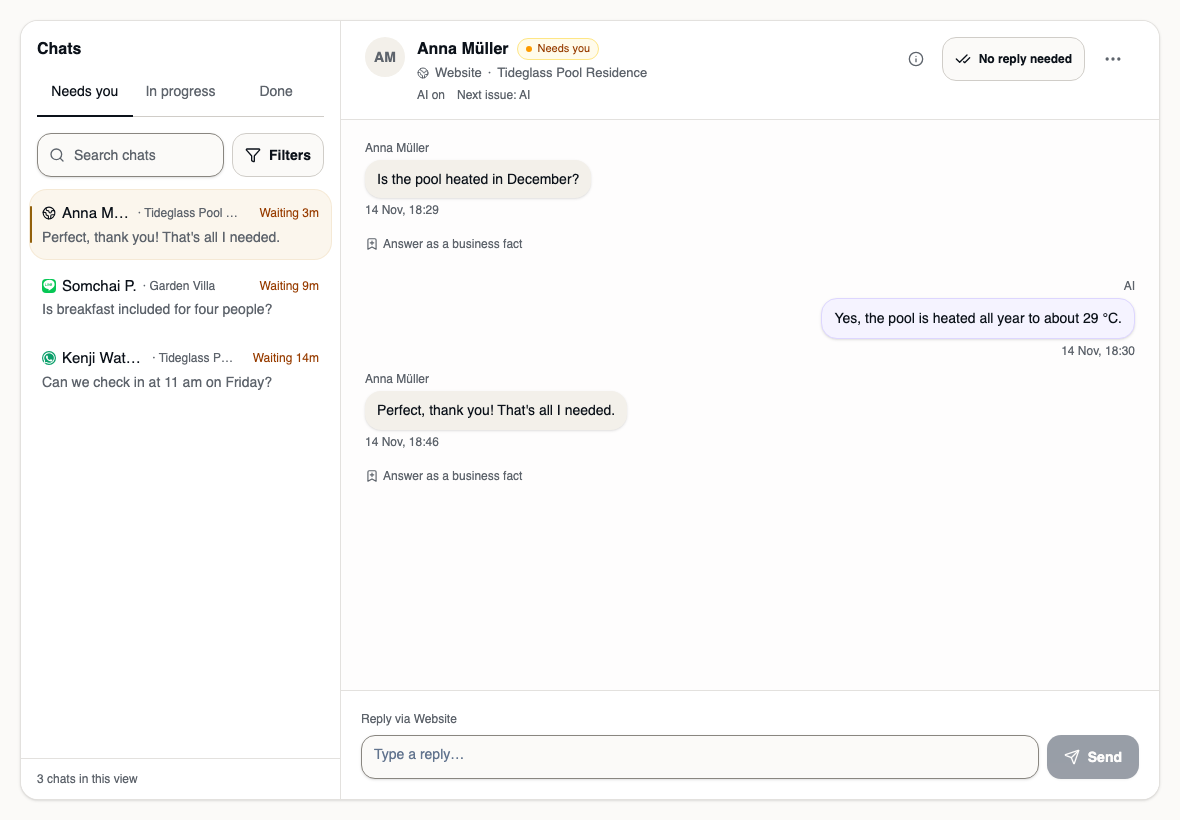 Chats
Needs you
In progress
Done
Search chats
Filters
Anna M… · Tideglass Pool … Waiting 3m
Perfect, thank you! That's all I needed.
Somchai P. · Garden Villa Waiting 9m
Is breakfast included for four people?
Kenji Wat… · Tideglass P… Waiting 14m
Can we check in at 11 am on Friday?
3 chats in this view
AM
Anna Müller
Needs you
Website · Tideglass Pool Residence
AI on Next issue: AI
No reply needed
Anna Müller
Is the pool heated in December?
14 Nov, 18:29
Answer as a business fact
AI
Yes, the pool is heated all year to about 29 °C.
14 Nov, 18:30
Anna Müller
Perfect, thank you! That's all I needed.
14 Nov, 18:46
Answer as a business fact
Reply via Website
Type a reply…
Send